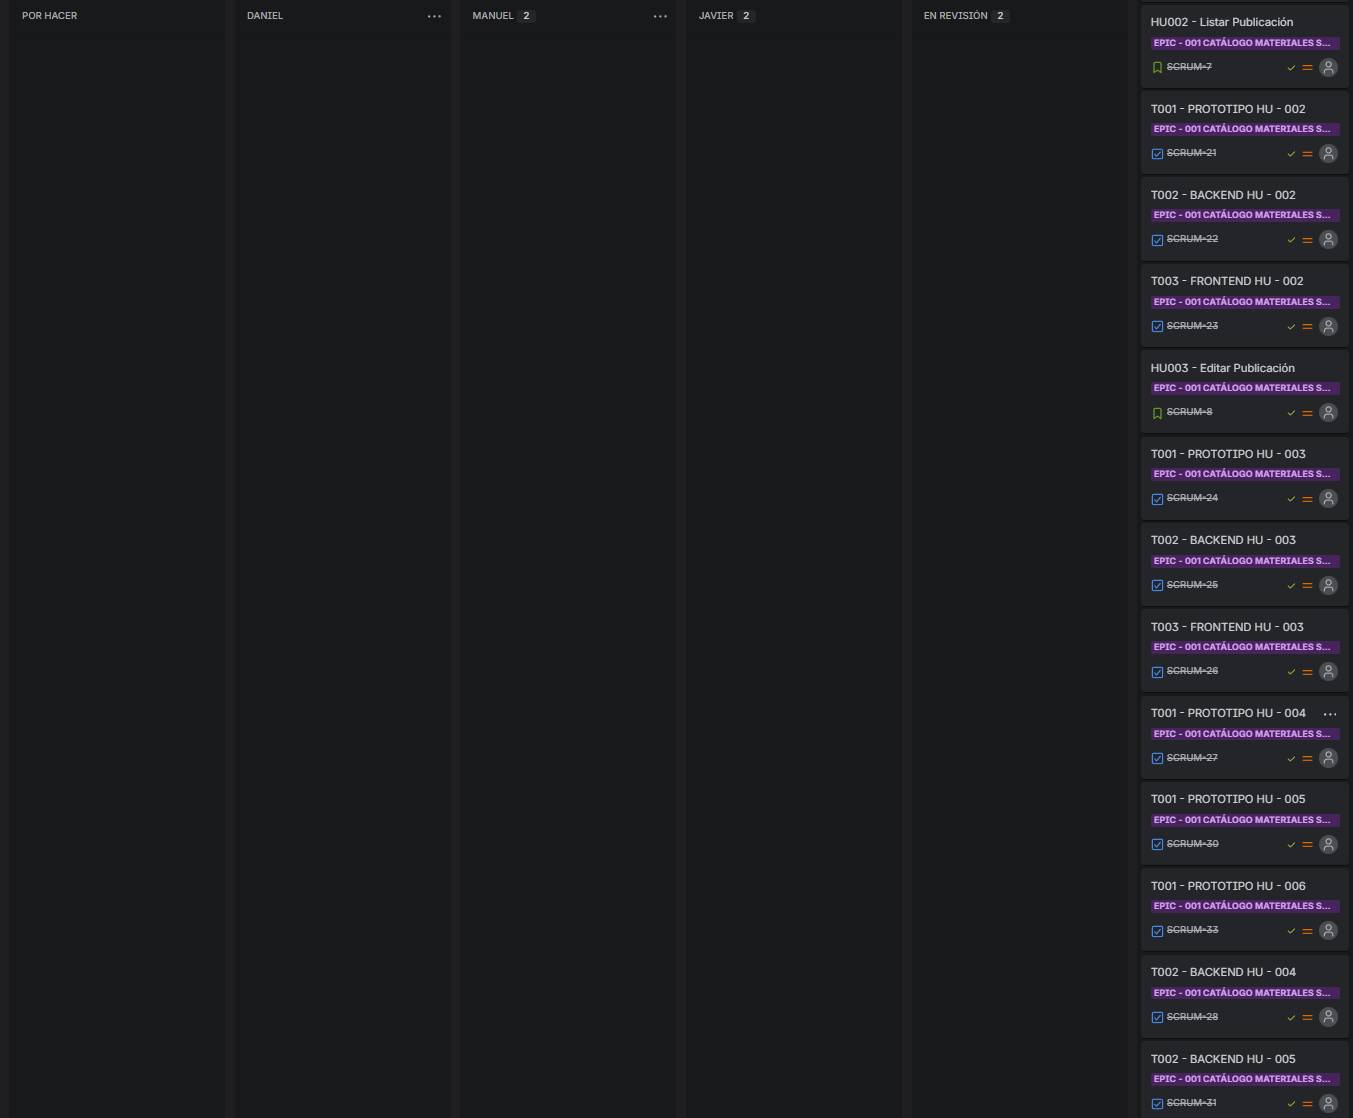 POR HACER
DANIEL
MANUEL 2
JAVIER 2
EN REVISIÓN 2
HU002 - Listar Publicación
EPIC - 001 CATÁLOGO MATERIALES S...
SCRUM-7
T001 - PROTOTIPO HU - 002
EPIC - 001 CATÁLOGO MATERIALES S...
SCRUM-21
T002 - BACKEND HU - 002
EPIC - 001 CATÁLOGO MATERIALES S...
SCRUM-22
T003 - FRONTEND HU - 002
EPIC - 001 CATÁLOGO MATERIALES S...
SCRUM-23
HU003 - Editar Publicación
EPIC - 001 CATÁLOGO MATERIALES S...
SCRUM-8
T001 - PROTOTIPO HU - 003
EPIC - 001 CATÁLOGO MATERIALES S...
SCRUM-24
T002 - BACKEND HU - 003
EPIC - 001 CATÁLOGO MATERIALES S...
SCRUM-25
T003 - FRONTEND HU - 003
EPIC - 001 CATÁLOGO MATERIALES S...
SCRUM-26
T001 - PROTOTIPO HU - 004
EPIC - 001 CATÁLOGO MATERIALES S...
SCRUM-27
T001 - PROTOTIPO HU - 005
EPIC - 001 CATÁLOGO MATERIALES S...
SCRUM-30
T001 - PROTOTIPO HU - 006
EPIC - 001 CATÁLOGO MATERIALES S...
SCRUM-33
T002 - BACKEND HU - 004
EPIC - 001 CATÁLOGO MATERIALES S...
SCRUM-28
T002 - BACKEND HU - 005
EPIC - 001 CATÁLOGO MATERIALES S...
SCRUM-31